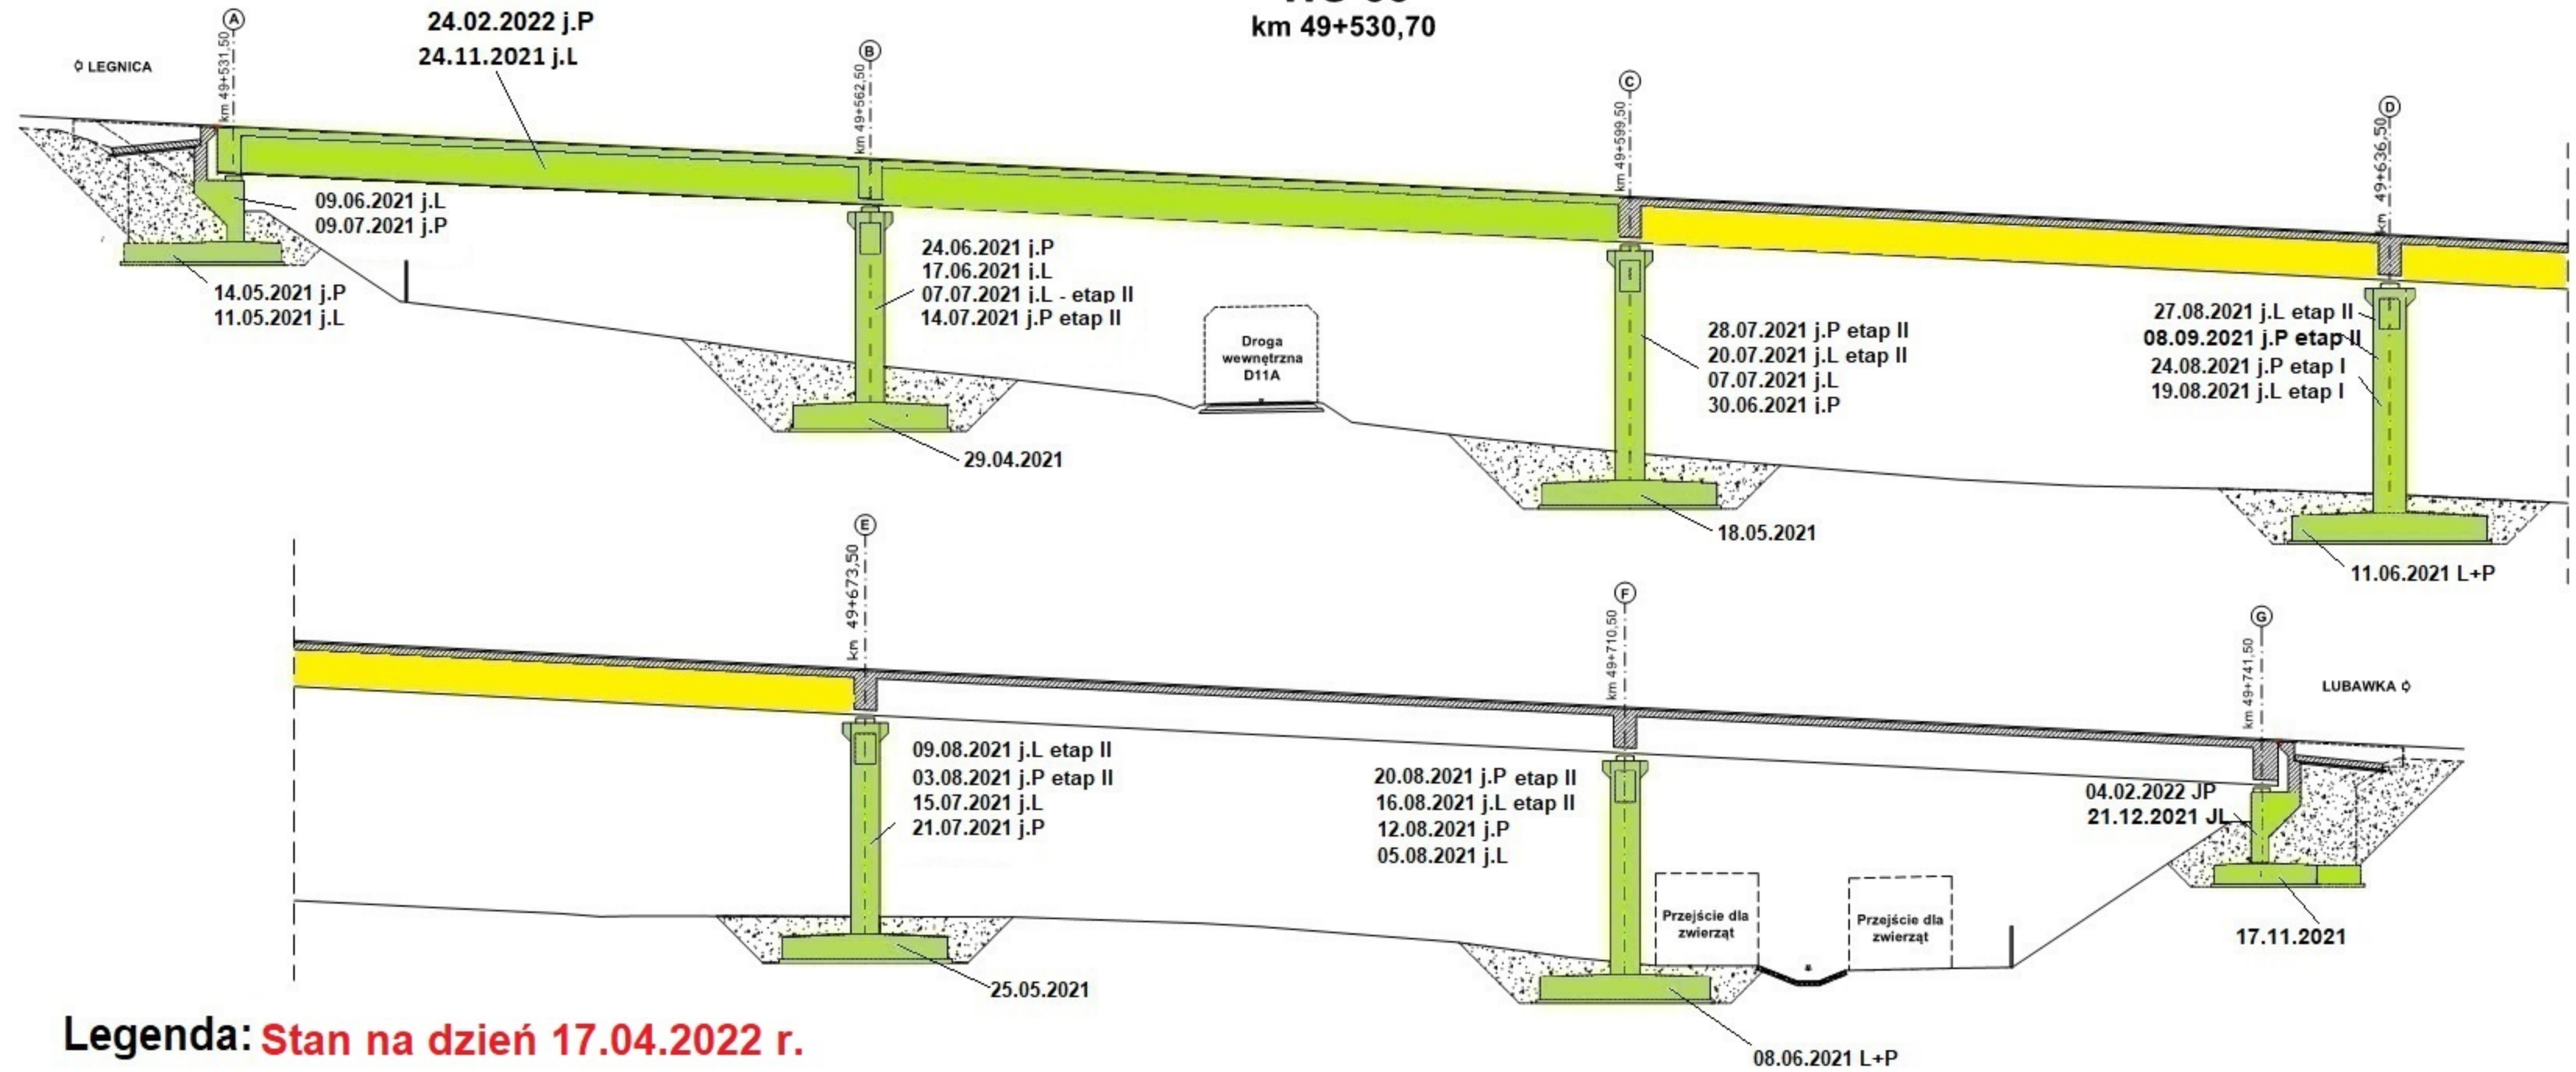 km 49+530,70
LEGNICA
A
km 49+531,50
24.02.2022 j.P
24.11.2021 j.L
B
km 49+562,50
C
km 49+599,50
D
km 49+636,50
09.06.2021 j.L
09.07.2021 j.P
14.05.2021 j.P
11.05.2021 j.L
24.06.2021 j.P
17.06.2021 j.L
07.07.2021 j.L - etap II
14.07.2021 j.P etap II
29.04.2021
Droga
wewnętrzna
D11A
28.07.2021 j.P etap II
20.07.2021 j.L etap II
07.07.2021 j.L
30.06.2021 j.P
18.05.2021
27.08.2021 j.L etap II
08.09.2021 j.P etap II
24.08.2021 j.P etap I
19.08.2021 j.L etap I
11.06.2021 L+P
E
km 49+673,50
F
km 49+710,50
G
km 49+741,50
LUBAWKA
09.08.2021 j.L etap II
03.08.2021 j.P etap II
15.07.2021 j.L
21.07.2021 j.P
25.05.2021
20.08.2021 j.P etap II
16.08.2021 j.L etap II
12.08.2021 j.P
05.08.2021 j.L
Przejście dla
zwierząt
Przejście dla
zwierząt
08.06.2021 L+P
04.02.2022 JP
21.12.2021 JL
17.11.2021
Legenda: Stan na dzień 17.04.2022 r.